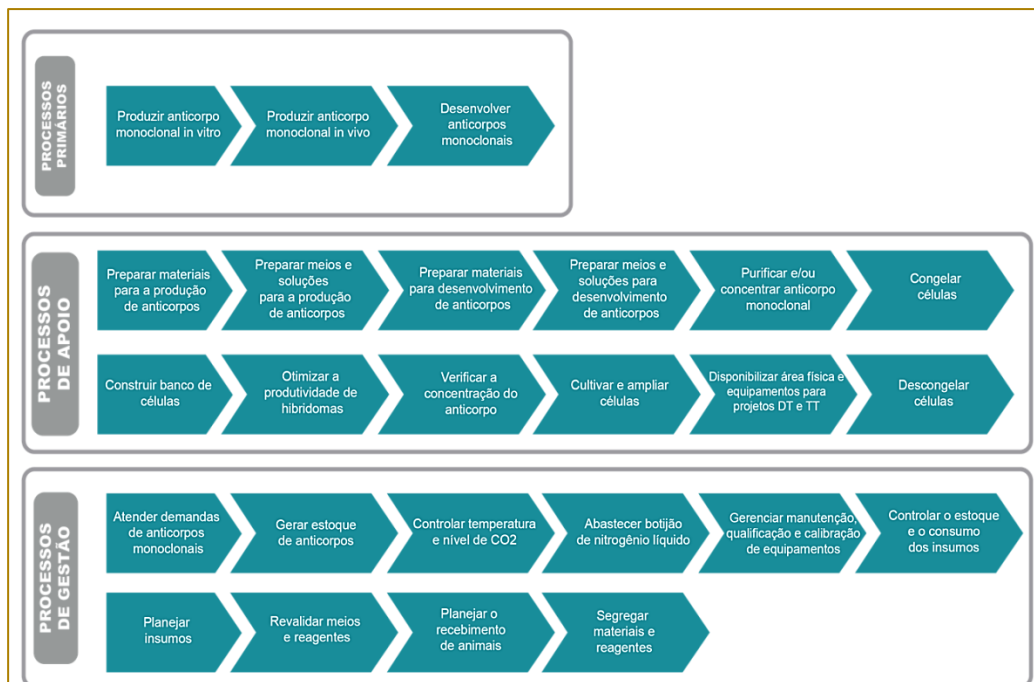 PROCESSOS
PRIMÁRIOS
Produzir anticorpo
monoclonal in vitro
Produzir anticorpo
monoclonal in vivo
Desenvolver
anticorpos
monoclonais
PROCESSOS
DE APOIO
Preparar materiais
para a produção
de anticorpos
Preparar meios e
soluções
para a produção
de anticorpos
Preparar materiais
para desenvolvimento
de anticorpos
Preparar meios e
soluções para
desenvolvimento
de anticorpos
Purificar e/ou
concentrar anticorpo
monoclonal
Congelar
células
Construir banco de
células
Otimizar a
produtividade de
hibridomas
Verificar a
concentração do
anticorpo
Cultivar e ampliar
células
Disponibilizar área física e
equipamentos para
projetos DT e TT
Descongelar
células
PROCESSOS
DE GESTÃO
Atender demandas
de anticorpos
monoclonais
Gerar estoque
de anticorpos
Controlar temperatura
e nível de CO2
Abastecer botijão
de nitrogênio líquido
Gerenciar manutenção,
qualificação e calibração
de equipamentos
Controlar o estoque
e o consumo
dos insumos
Planejar
insumos
Revalidar meios
e reagentes
Planejar o
recebimento
de animais
Segregar
materiais e
reagentes